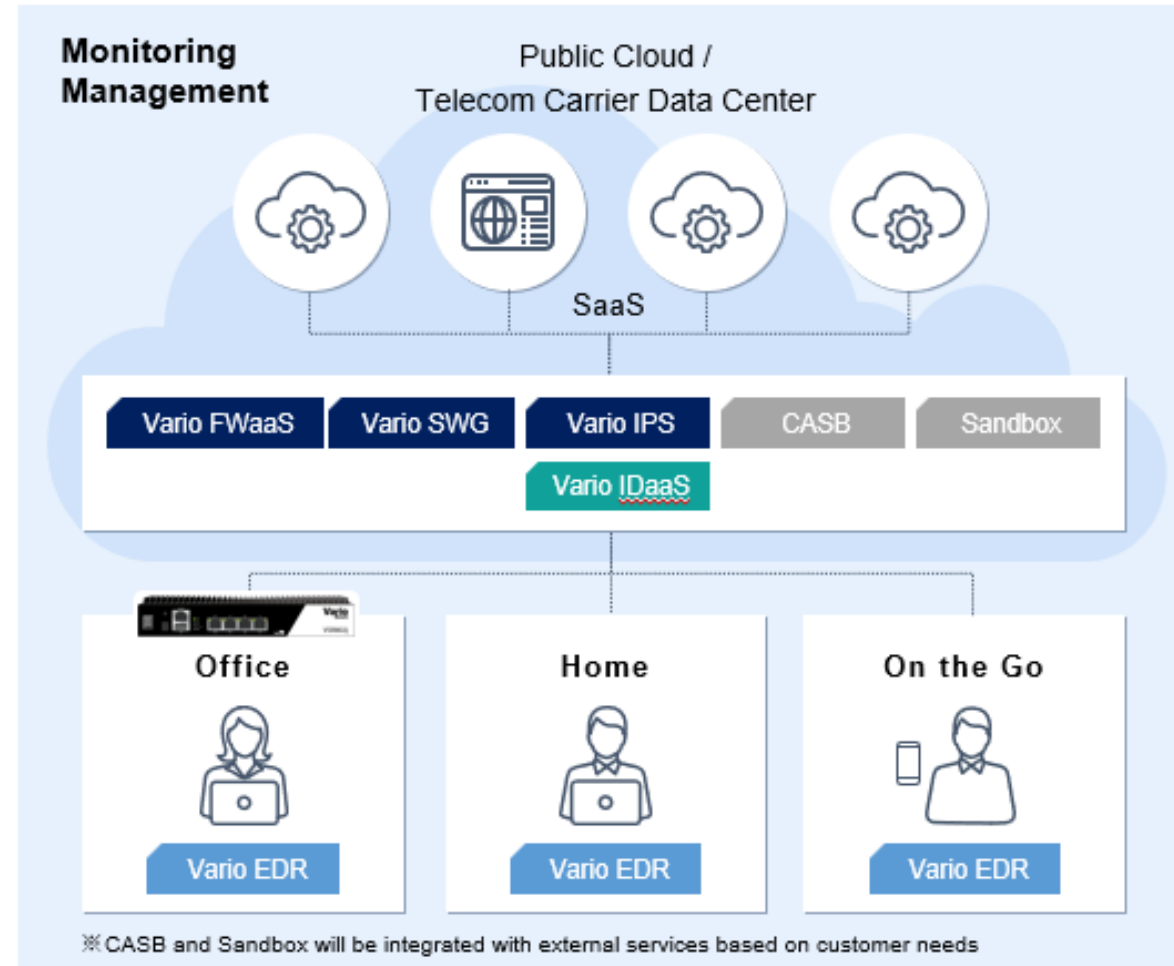 Monitoring
Management
Public Cloud /
Telecom Carrier Data Center
SaaS
Vario FWaaS
Vario SWG
Vario IPS
CASB
Sandbox
Vario IDaaS
Vario
Office
Home
On the Go
Vario EDR
Vario EDR
Vario EDR
※CASB and Sandbox will be integrated with external services based on customer needs